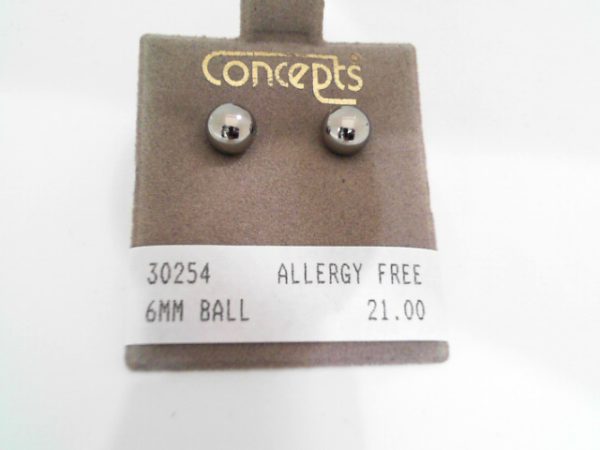 Concepts
30254 ALLERGY FREE
6MM BALL 21.00